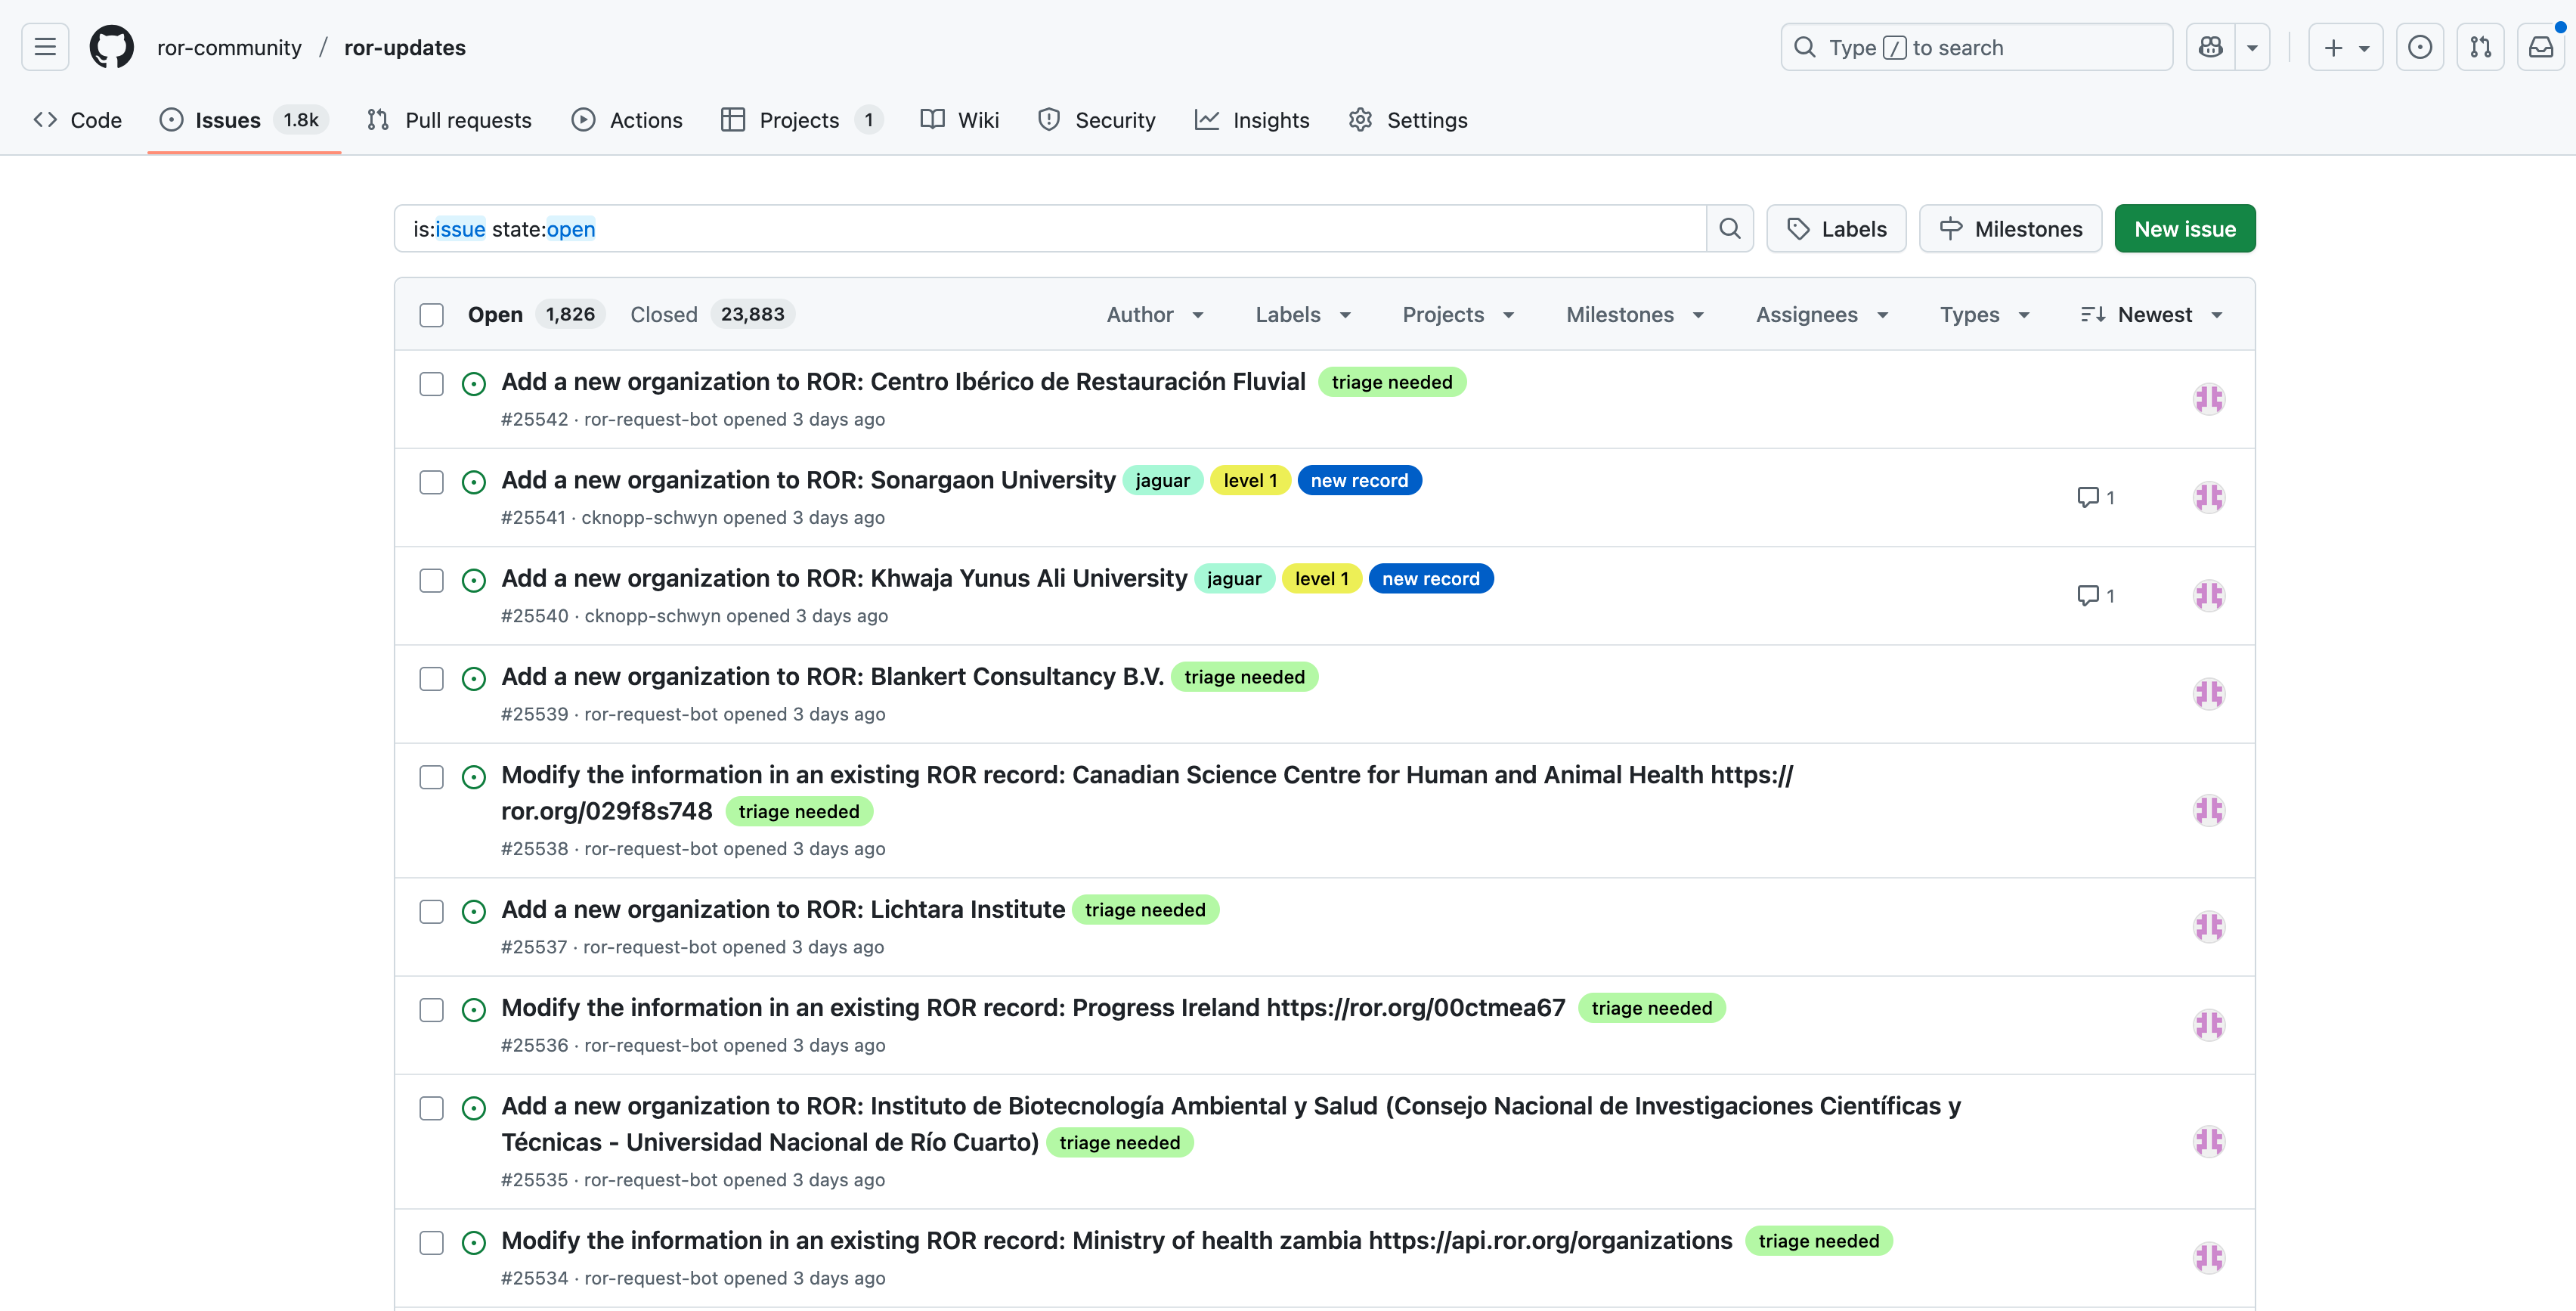 ror-community / ror-updates
Type / to search
Code Issues 1.8k Pull requests Actions Projects 1 Wiki Security Insights Settings
is:issue state:open
Labels Milestones New issue
Open 1,826 Closed 23,883 Author Labels Projects Milestones Assignees Types Newest
Add a new organization to ROR: Centro Ibérico de Restauración Fluvial triage needed
#25542 · ror-request-bot opened 3 days ago
Add a new organization to ROR: Sonargaon University jaguar level 1 new record
1
#25541 · cknopp-schwyn opened 3 days ago
Add a new organization to ROR: Khwaja Yunus Ali University jaguar level 1 new record
1
#25540 · cknopp-schwyn opened 3 days ago
Add a new organization to ROR: Blankert Consultancy B.V. triage needed
#25539 · ror-request-bot opened 3 days ago
Modify the information in an existing ROR record: Canadian Science Centre for Human and Animal Health https://
ror.org/029f8s748 triage needed
#25538 · ror-request-bot opened 3 days ago
Add a new organization to ROR: Lichtara Institute triage needed
#25537 · ror-request-bot opened 3 days ago
Modify the information in an existing ROR record: Progress Ireland https://ror.org/00ctmea67 triage needed
#25536 · ror-request-bot opened 3 days ago
Add a new organization to ROR: Instituto de Biotecnología Ambiental y Salud (Consejo Nacional de Investigaciones Científicas y
Técnicas - Universidad Nacional de Río Cuarto) triage needed
#25535 · ror-request-bot opened 3 days ago
Modify the information in an existing ROR record: Ministry of health zambia https://api.ror.org/organizations triage needed
#25534 · ror-request-bot opened 3 days ago